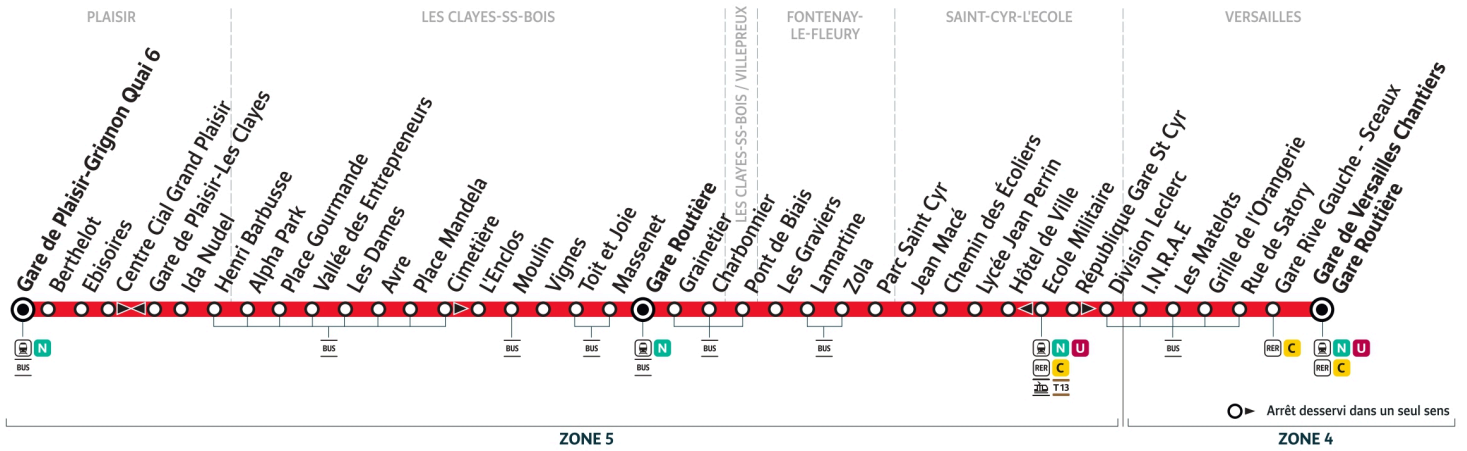 PLAISIR
LES CLAYES-SS-BOIS
LES CLAYES-SS-BOIS / VILLEPREUX
FONTENAY-
LE-FLEURY
SAINT-CYR-L'ECOLE
VERSAILLES
Gare de Plaisir-Grignon Quai 6
Berthelot
Ebisoires
Centre Cial Grand Plaisir
Gare de Plaisir-Les Clayes
Ida Nudel
Henri Barbusse
Alpha Park
Place Gourmande
Vallée des Entrepreneurs
Les Dames
Avre
Place Mandela
Cimetière
L'Enclos
Moulin
Vignes
Toit et Joie
Massenet
Gare Routière
Grainetier
Charbonnier
Pont de Biais
Les Graviers
Lamartine
Zola
Parc Saint Cyr
Jean Macé
Chemin des Écoliers
Lycée Jean Perrin
Hôtel de Ville
Ecole Militaire
République Gare St Cyr
Division Leclerc
I.N.R.A.E
Les Matelots
Grille de l'Orangerie
Rue de Satory
Gare Rive Gauche - Sceaux
Gare de Versailles Chantiers
Gare Routière
N
BUS
BUS
BUS
BUS
N
BUS
BUS
BUS
N U
RER C
T13
BUS
RER C
N U
RER C
Arrêt desservi dans un seul sens
ZONE 5
ZONE 4